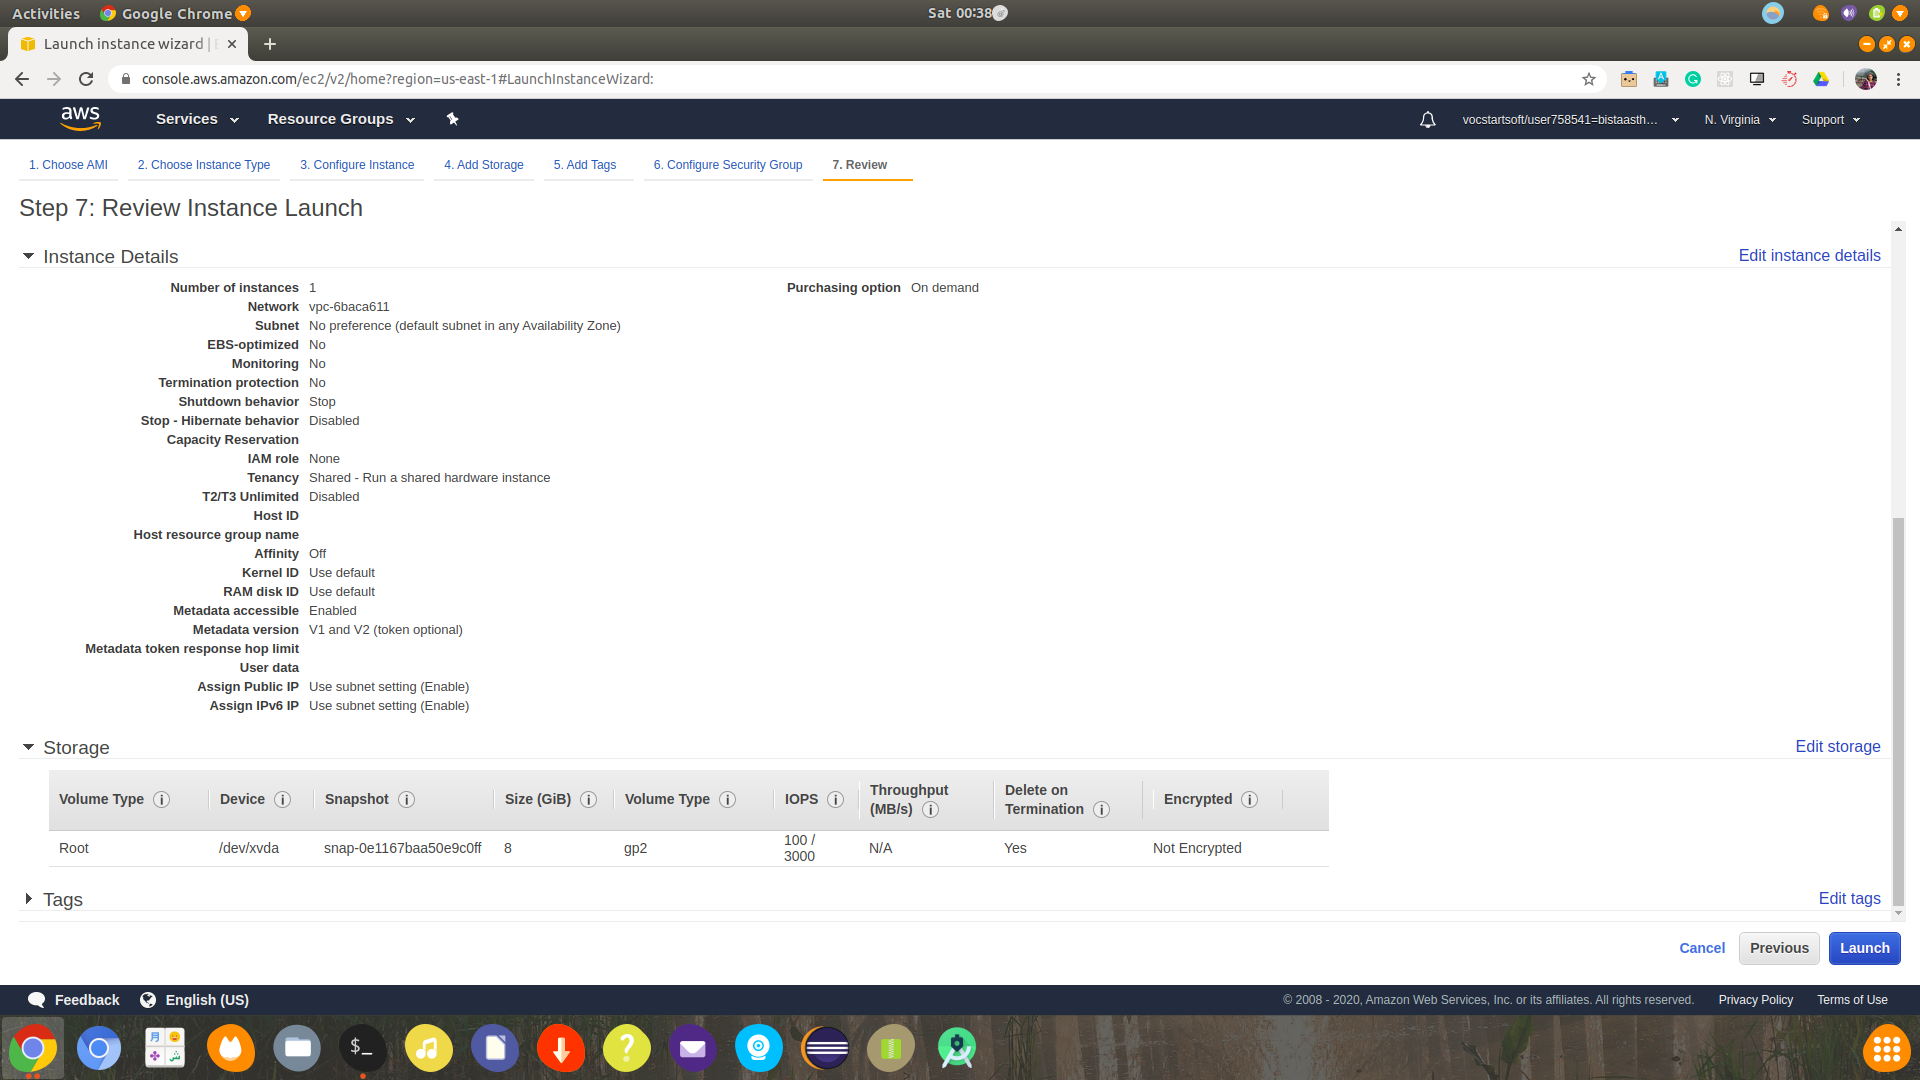 Activities
Google Chrome
Sat 00:38
Launch instance wizard |
console.aws.amazon.com/ec2/v2/home?region=us-east-1#LaunchInstanceWizard:
aws
Services
Resource Groups
vocstartsoft/user758541=bistaasth...
N. Virginia
Support
1. Choose AMI
2. Choose Instance Type
3. Configure Instance
4. Add Storage
5. Add Tags
6. Configure Security Group
7. Review
Step 7: Review Instance Launch
Instance Details
Edit instance details
Number of instances 1
Purchasing option On demand
Network vpc-6baca611
Subnet No preference (default subnet in any Availability Zone)
EBS-optimized No
Monitoring No
Termination protection No
Shutdown behavior Stop
Stop - Hibernate behavior Disabled
Capacity Reservation
IAM role None
Tenancy Shared - Run a shared hardware instance
T2/T3 Unlimited Disabled
Host ID
Host resource group name
Affinity Off
Kernel ID Use default
RAM disk ID Use default
Metadata accessible Enabled
Metadata version V1 and V2 (token optional)
Metadata token response hop limit
User data
Assign Public IP Use subnet setting (Enable)
Assign IPv6 IP Use subnet setting (Enable)
Storage
Edit storage
Volume Type
Device
Snapshot
Size (GiB)
Volume Type
IOPS
Throughput
(MB/s)
Delete on
Termination
Encrypted
Root
/dev/xvda
snap-0e1167baa50e9c0ff
8
gp2
100 /
3000
N/A
Yes
Not Encrypted
Tags
Edit tags
Cancel
Previous
Launch
Feedback
English (US)
© 2008 - 2020, Amazon Web Services, Inc. or its affiliates. All rights reserved.
Privacy Policy
Terms of Use
$_
?